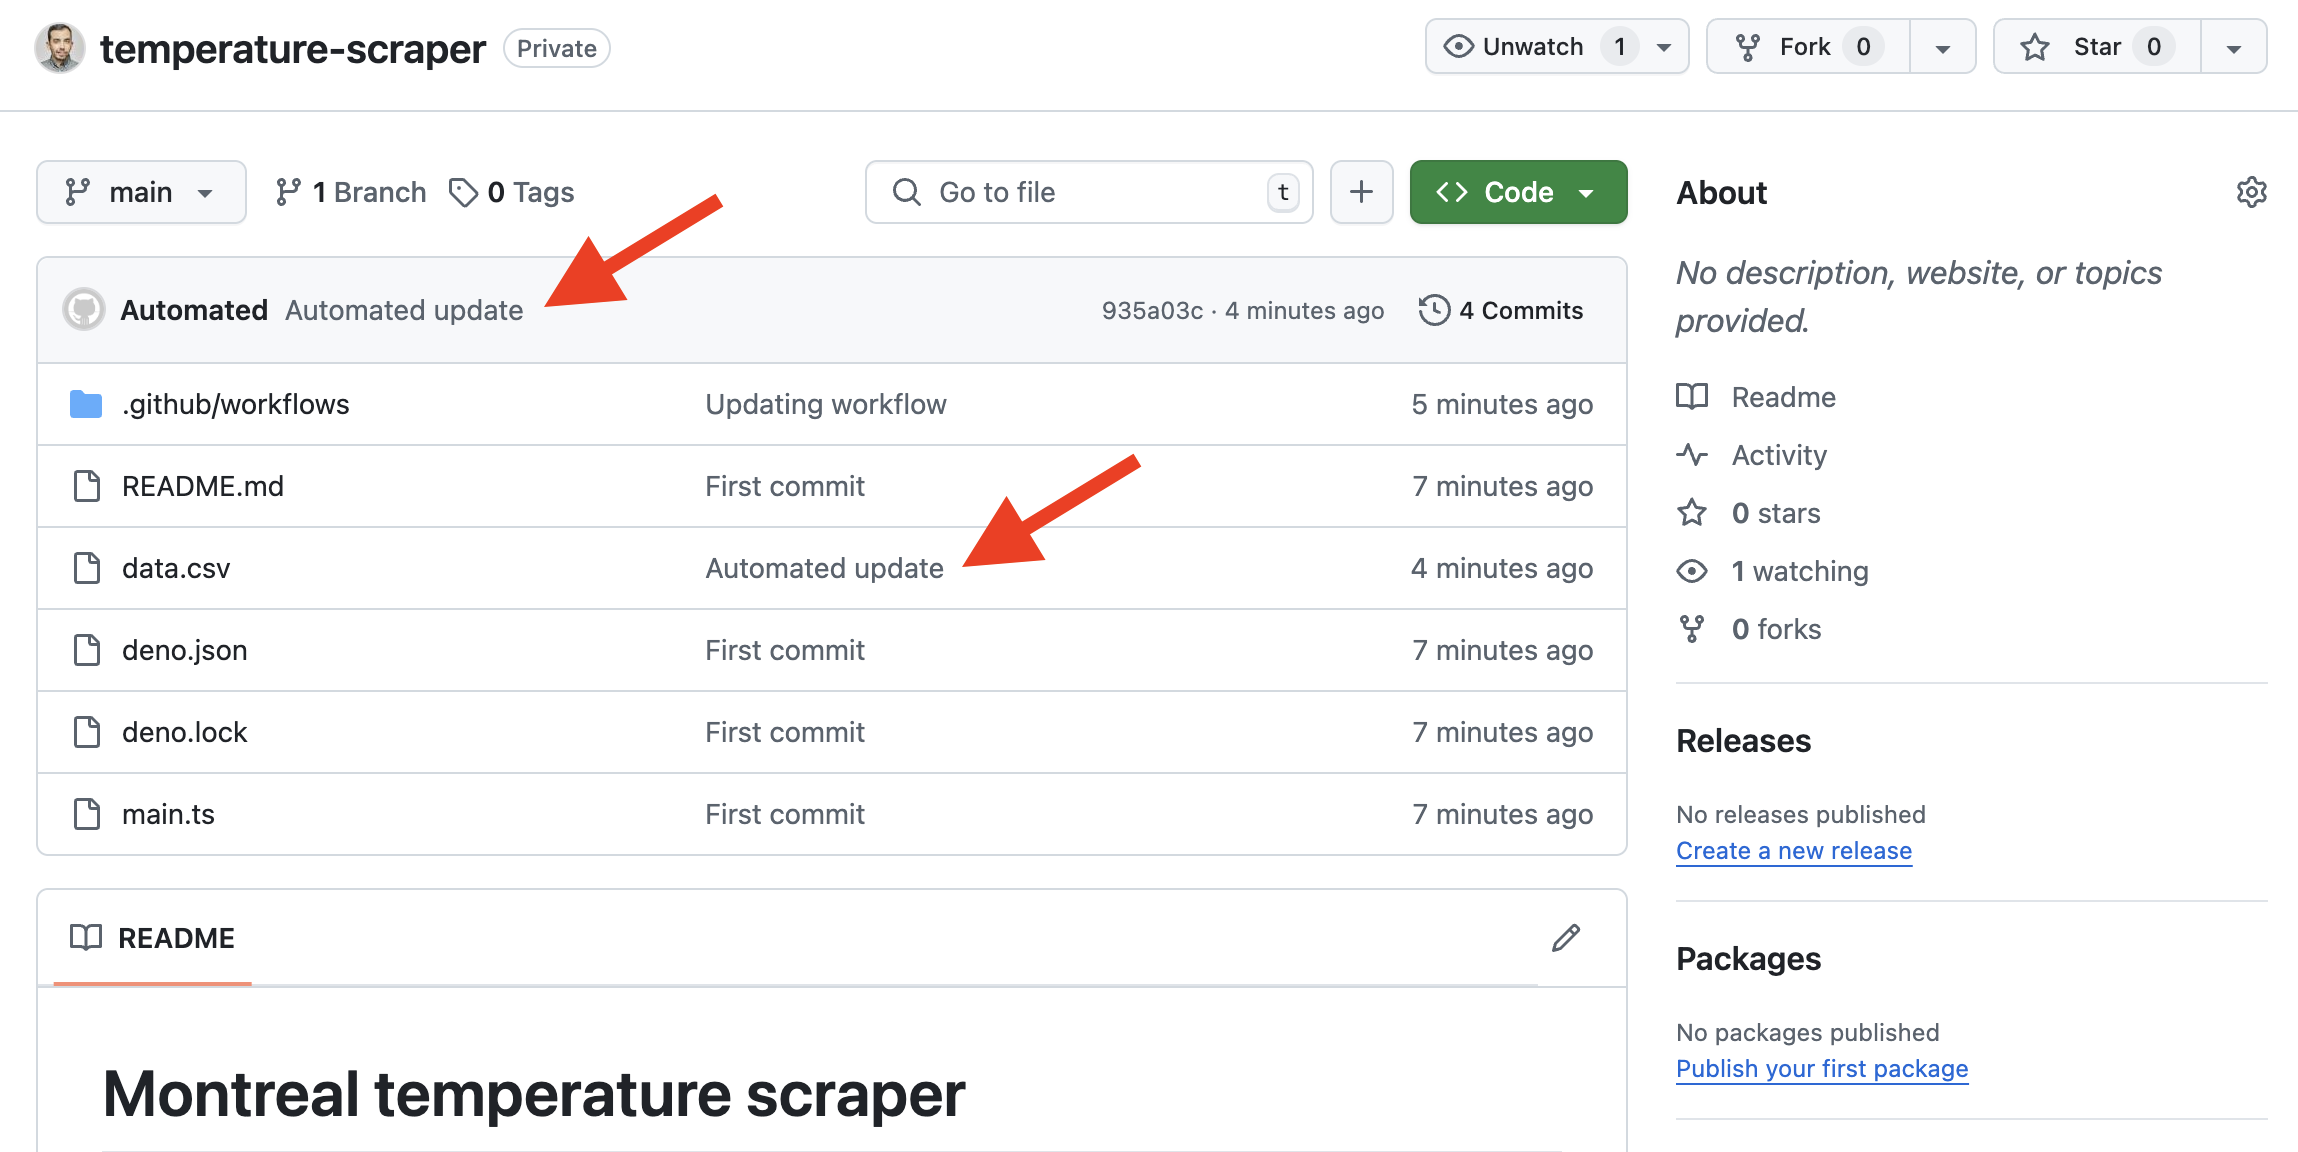 temperature-scraper Private Unwatch 1 Fork 0 Star 0
main 1 Branch 0 Tags Go to file t + Code
Automated Automated update 935a03c · 4 minutes ago 4 Commits
.github/workflows Updating workflow 5 minutes ago
README.md First commit 7 minutes ago
data.csv Automated update 4 minutes ago
deno.json First commit 7 minutes ago
deno.lock First commit 7 minutes ago
main.ts First commit 7 minutes ago
README
Montreal temperature scraper
About
No description, website, or topics
provided.
Readme
Activity
0 stars
1 watching
0 forks
Releases
No releases published
Create a new release
Packages
No packages published
Publish your first package